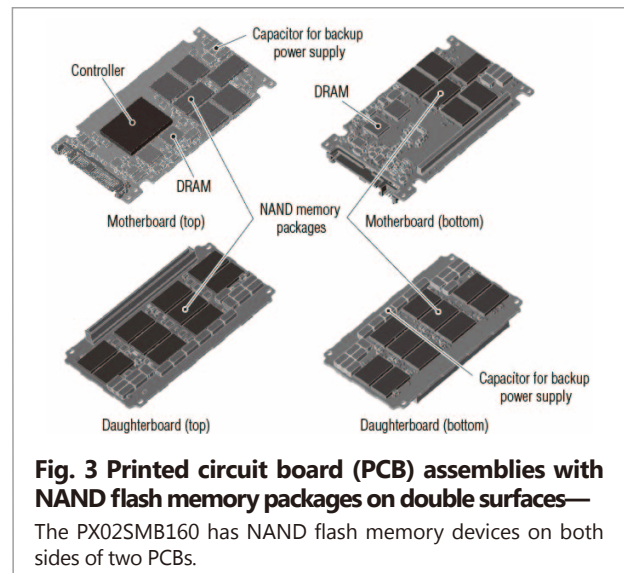 Capacitor for backup
power supply
Controller
DRAM
DRAM
NAND memory
packages
Motherboard (top)
Motherboard (bottom)
Capacitor for backup
power supply
Daughterboard (top)
Daughterboard (bottom)
Fig. 3 Printed circuit board (PCB) assemblies with
NAND flash memory packages on double surfaces—
The PX02SMB160 has NAND flash memory devices on both
sides of two PCBs.